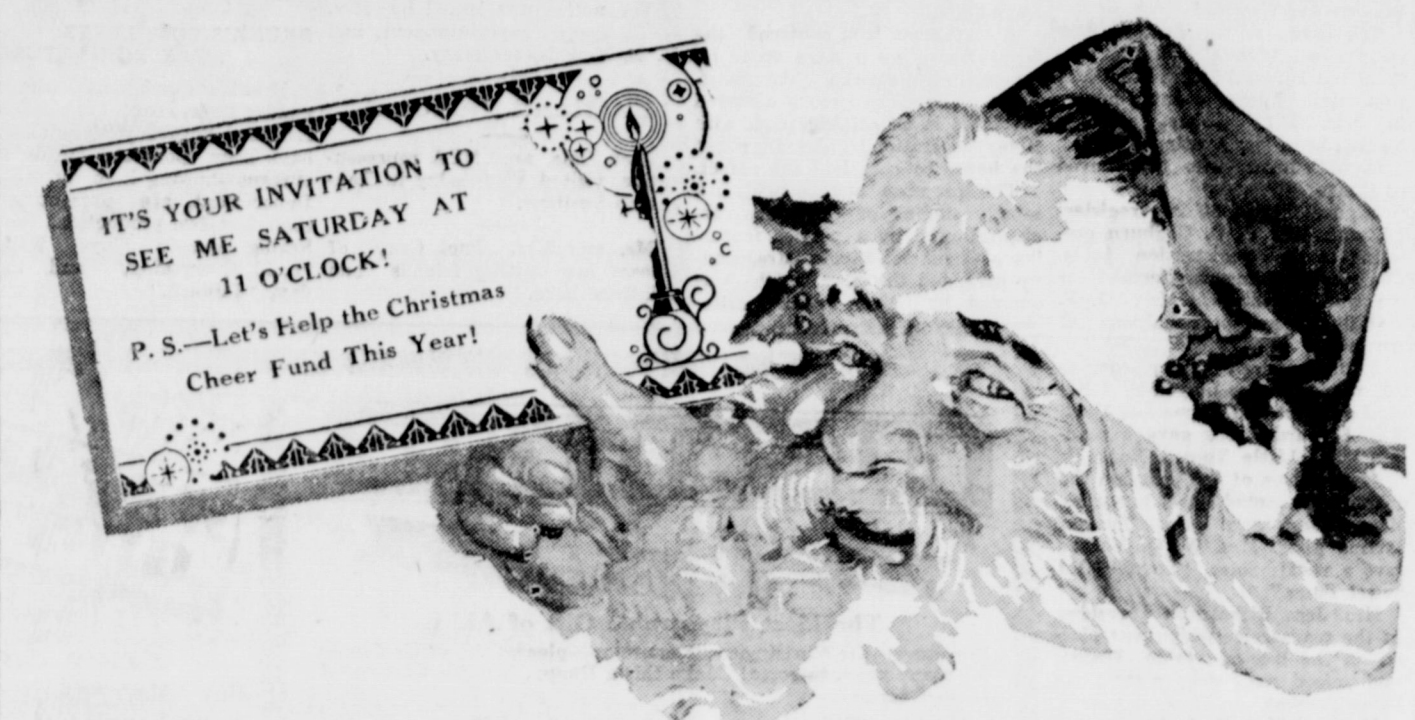 IT'S YOUR INVITATION TO
SEE ME SATURDAY AT
11 O'CLOCK!
P. S.—Let's Help the Christmas
Cheer Fund This Year!